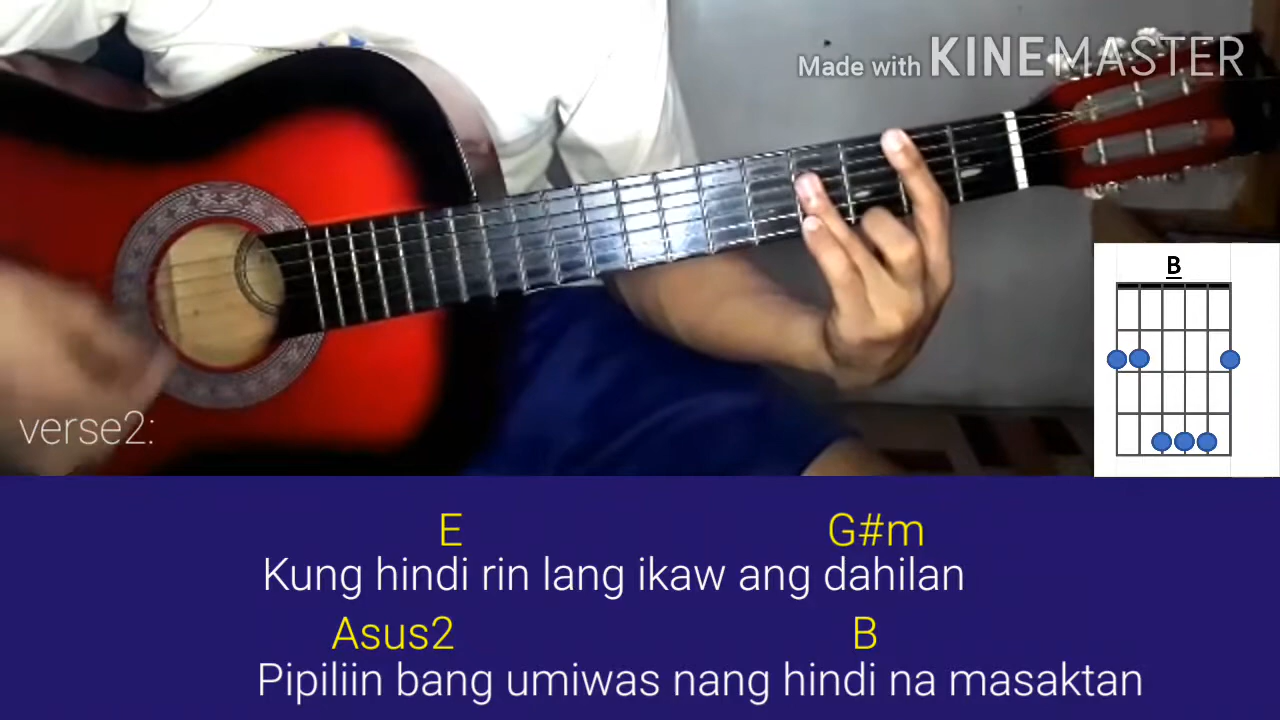 Made with KINEMASTER
B
verse2:
E G#m
Kung hindi rin lang ikaw ang dahilan
Asus2 B
Pipiliin bang umiwas nang hindi na masaktan